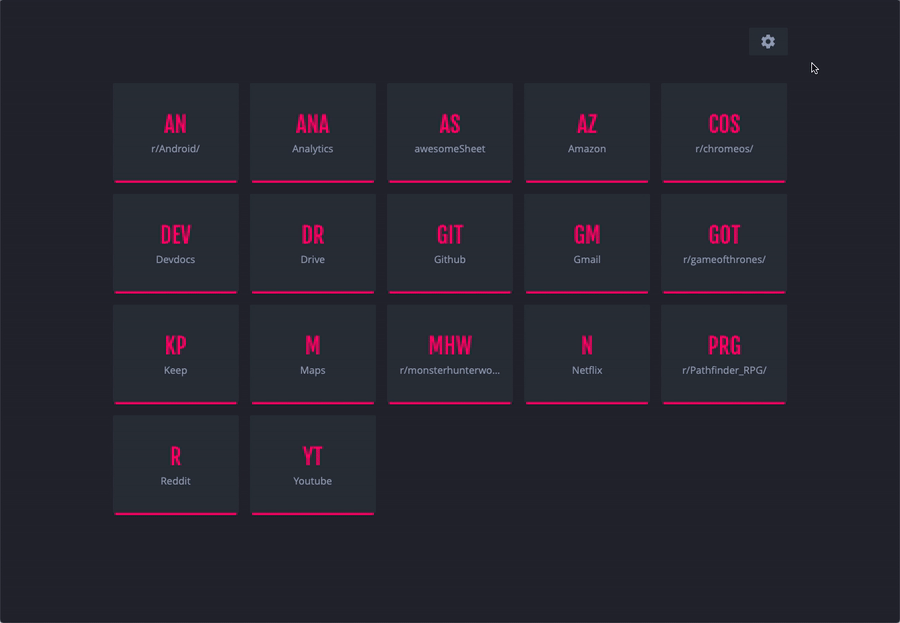 AN
r/Android/
ANA
Analytics
AS
awesomeSheet
AZ
Amazon
COS
r/chromeos/
DEV
Devdocs
DR
Drive
GIT
Github
GM
Gmail
GOT
r/gameofthrones/
KP
Keep
M
Maps
MHW
r/monsterhunterwo...
N
Netflix
PRG
r/Pathfinder_RPG/
R
Reddit
YT
Youtube